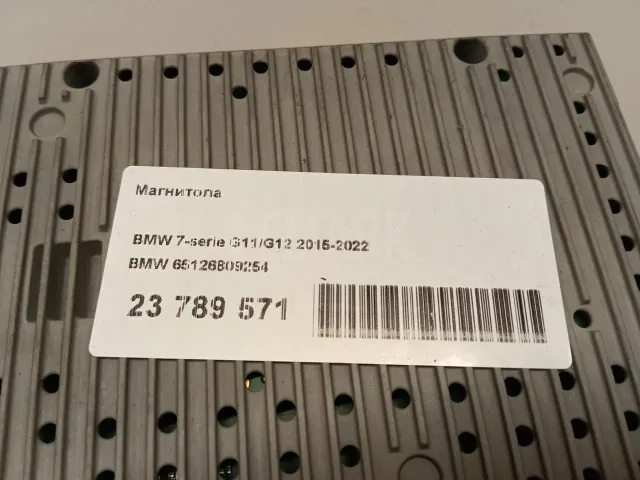 Магнитола
BMW 7-serie G11/G12 2015-2022
BMW 65126809254
23 789 571